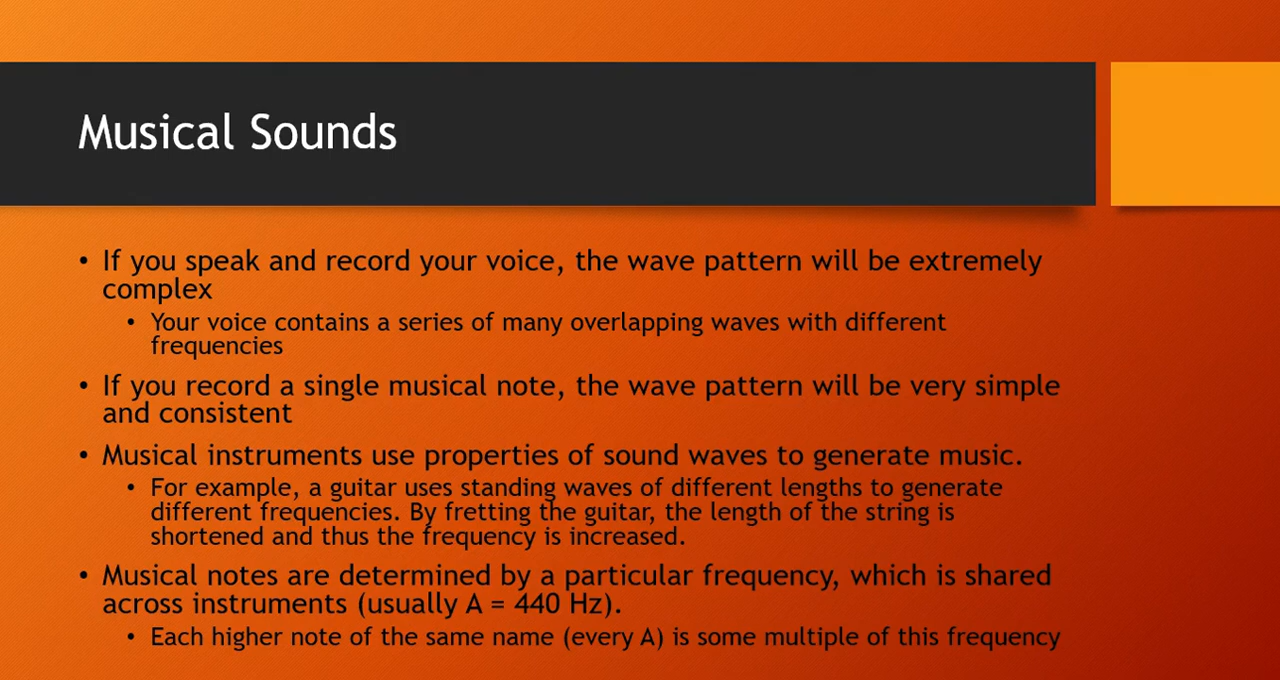 Musical Sounds
• If you speak and record your voice, the wave pattern will be extremely
complex
• Your voice contains a series of many overlapping waves with different
frequencies
• If you record a single musical note, the wave pattern will be very simple
and consistent
• Musical instruments use properties of sound waves to generate music.
• For example, a guitar uses standing waves of different lengths to generate
different frequencies. By fretting the guitar, the length of the string is
shortened and thus the frequency is increased.
• Musical notes are determined by a particular frequency, which is shared
across instruments (usually A = 440 Hz).
• Each higher note of the same name (every A) is some multiple of this frequency